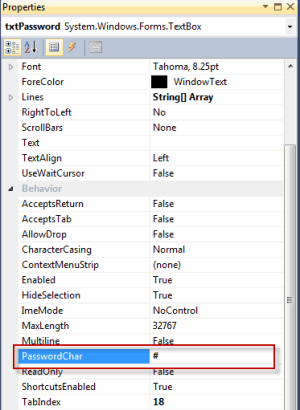 Properties
txtPassword System.Windows.Forms.TextBox
Font Tahoma, 8.25pt
ForeColor WindowText
Lines String[] Array
RightToLeft No
ScrollBars None
Text
TextAlign Left
UseWaitCursor False
Behavior
AcceptsReturn False
AcceptsTab False
AllowDrop False
CharacterCasing Normal
ContextMenuStrip (none)
Enabled True
HideSelection True
ImeMode NoControl
MaxLength 32767
Multiline False
PasswordChar #
ReadOnly False
ShortcutsEnabled True
TabIndex 18